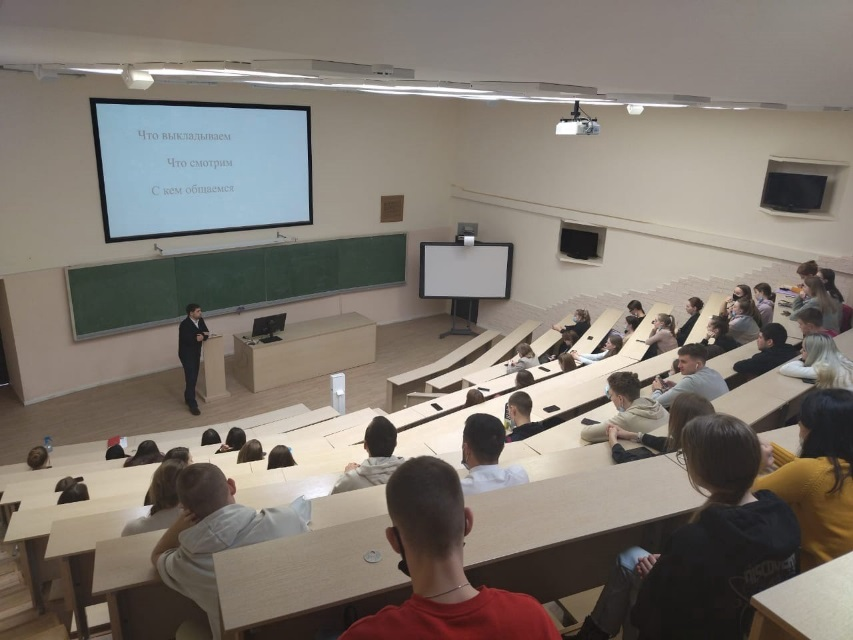 Что выкладываем
Что смотрим
С кем общаемся